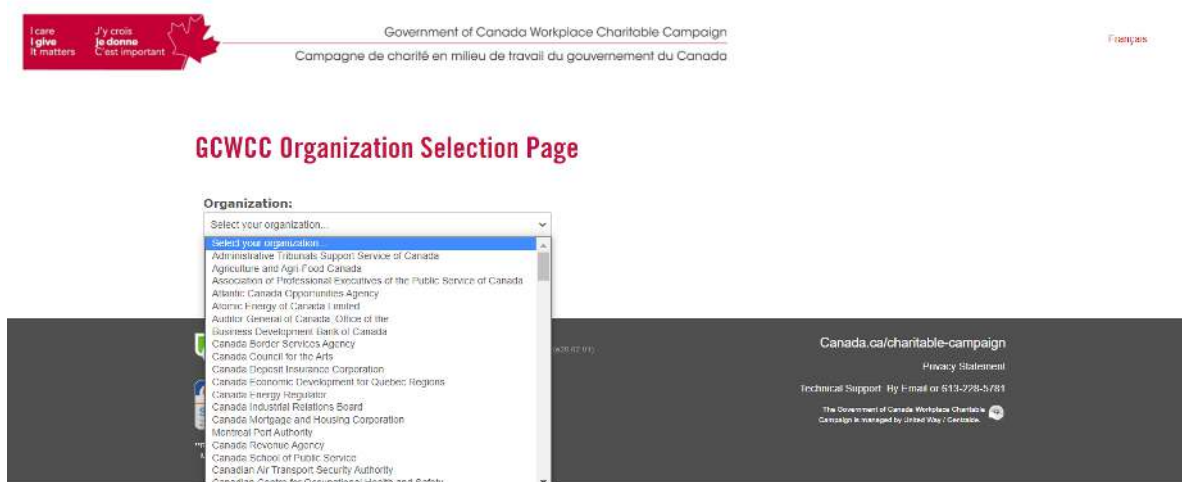 I care
I give
It matters
J'y crois
je donne
C'est important
Government of Canada Workplace Charitable Campaign
Campagne de charité en milieu de travail du gouvernement du Canada
Français
GCWCC Organization Selection Page
Organization:
Select your organization...
Select your organization...
Administrative Tribunals Support Service of Canada
Agriculture and Agri-Food Canada
Association of Professional Executives of the Public Service of Canada
Atlantic Canada Opportunities Agency
Atomic Energy of Canada Limited
Auditor General of Canada, Office of the
Business Development Bank of Canada
Canada Border Services Agency
Canada Council for the Arts
Canada Deposit Insurance Corporation
Canada Economic Development for Quebec Regions
Canada Energy Regulator
Canada Industrial Relations Board
Canada Mortgage and Housing Corporation
Montreal Port Authority
Canada Revenue Agency
Canada School of Public Service
Canadian Air Transport Security Authority
Canadian Centre for Occupational Health and Safety
Canada.ca/charitable-campaign
Privacy Statement
Technical Support: By Email or 613-228-5781
The Government of Canada Workplace Charitable
Campaign is managed by United Way / Centraide.